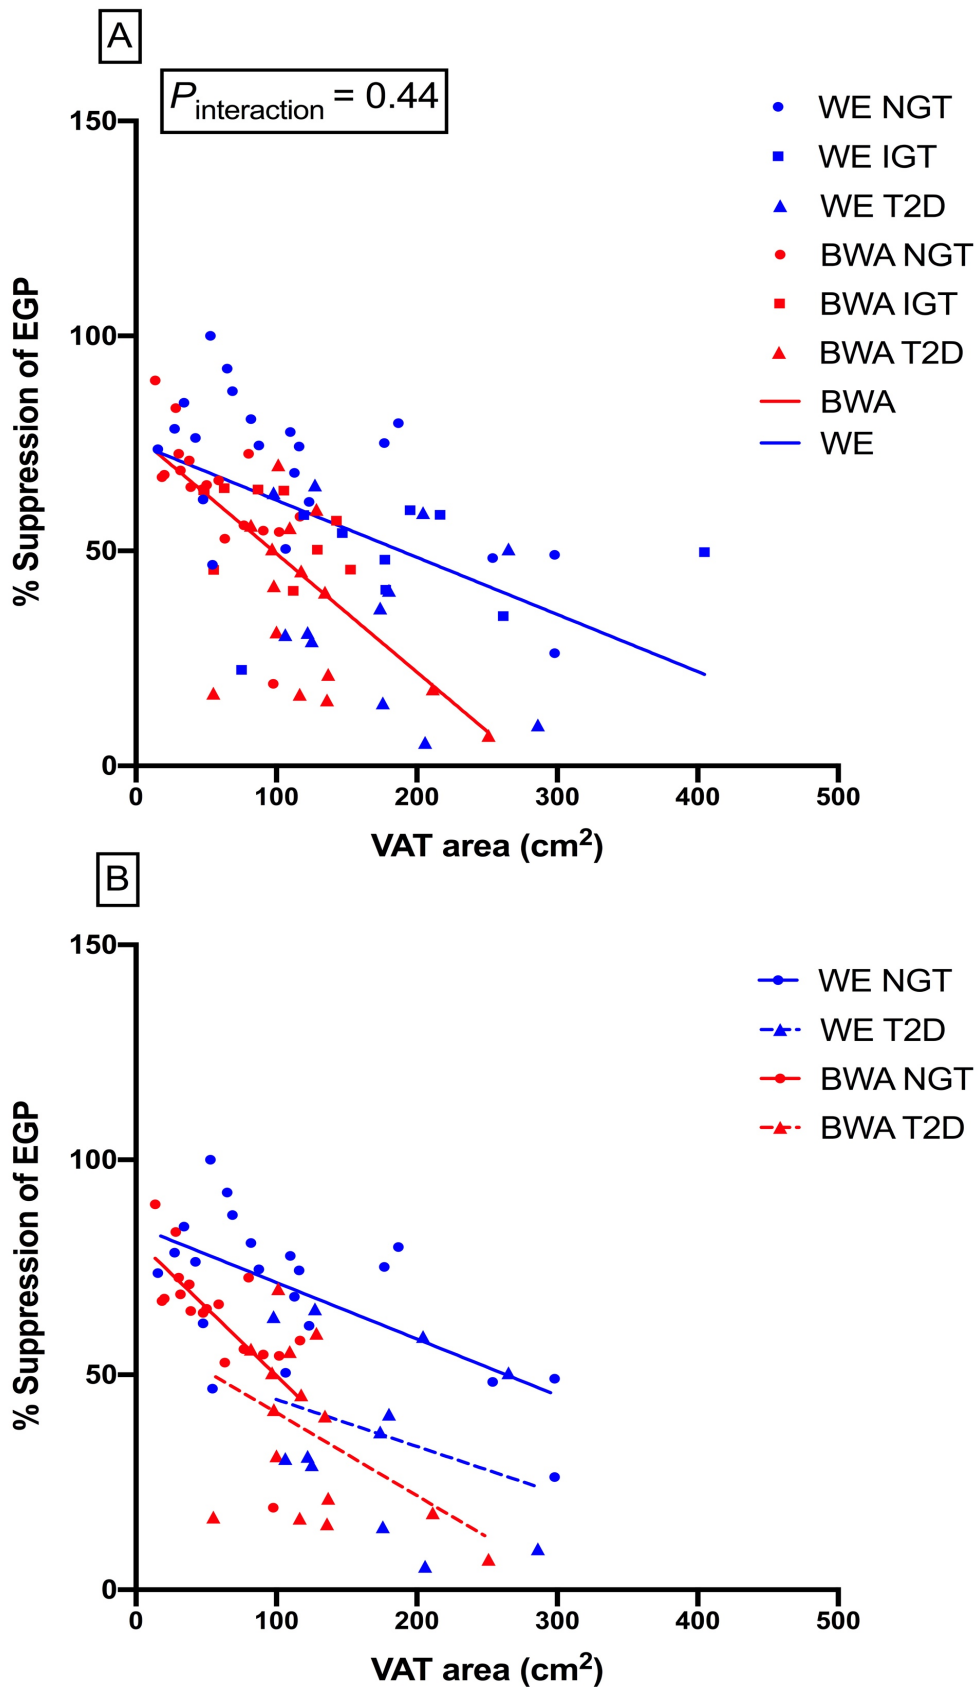 A
P interaction = 0.44
150
100
50
0
% Suppression of EGP
0 100 200 300 400 500
VAT area (cm²)
WE NGT
WE IGT
WE T2D
BWA NGT
BWA IGT
BWA T2D
BWA
WE
B
150
100
50
0
% Suppression of EGP
0 100 200 300 400 500
VAT area (cm²)
WE NGT
WE T2D
BWA NGT
BWA T2D